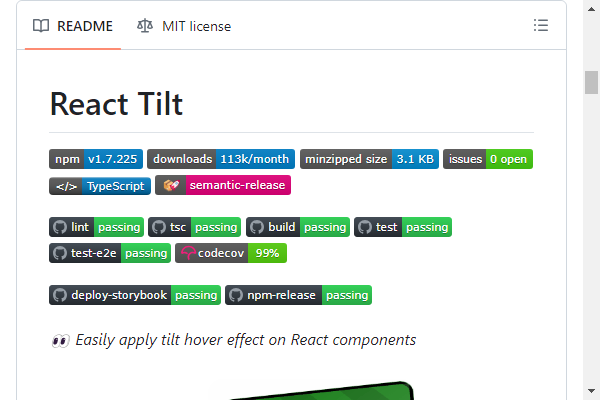 README MIT license
React Tilt
npm v1.7.225 downloads 113k/month minzipped size 3.1 KB issues 0 open
</> TypeScript semantic-release
lint passing tsc passing build passing test passing
test-e2e passing codecov 99%
deploy-storybook passing npm-release passing
👀 Easily apply tilt hover effect on React components